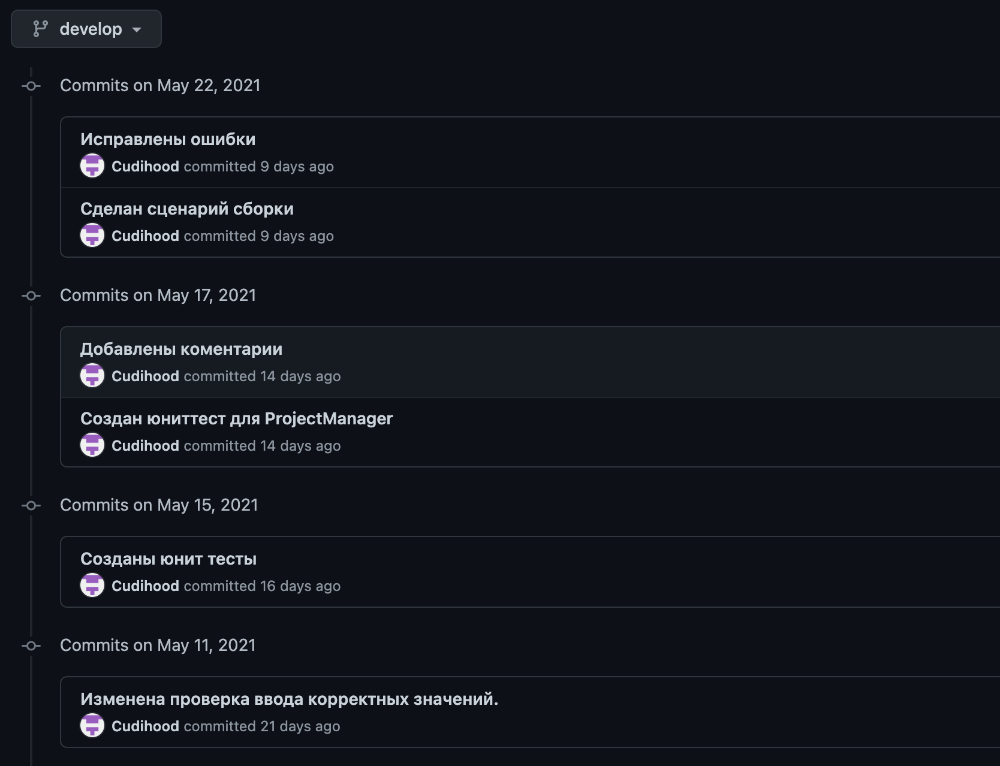 develop
Commits on May 22, 2021
Исправлены ошибки
Cudihood committed 9 days ago
Сделан сценарий сборки
Cudihood committed 9 days ago
Commits on May 17, 2021
Добавлены коментарии
Cudihood committed 14 days ago
Создан юниттест для ProjectManager
Cudihood committed 14 days ago
Commits on May 15, 2021
Созданы юнит тесты
Cudihood committed 16 days ago
Commits on May 11, 2021
Изменена проверка ввода корректных значений.
Cudihood committed 21 days ago